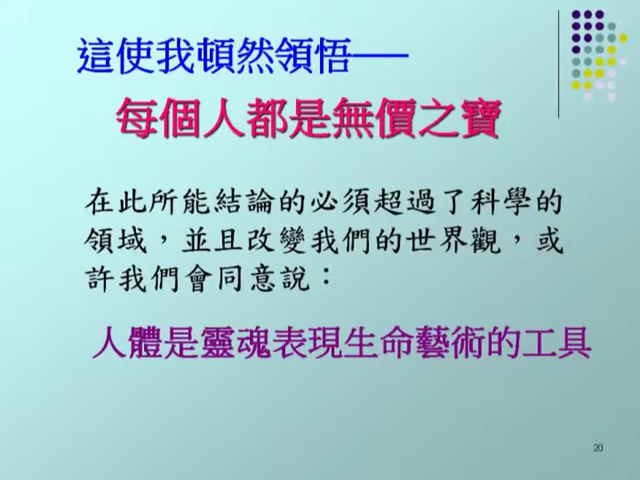 這使我頓然領悟──
每個人都是無價之寶
在此所能結論的必須超過了科學的
領域，並且改變我們的世界觀，或
許我們會同意說：
人體是靈魂表現生命藝術的工具
20